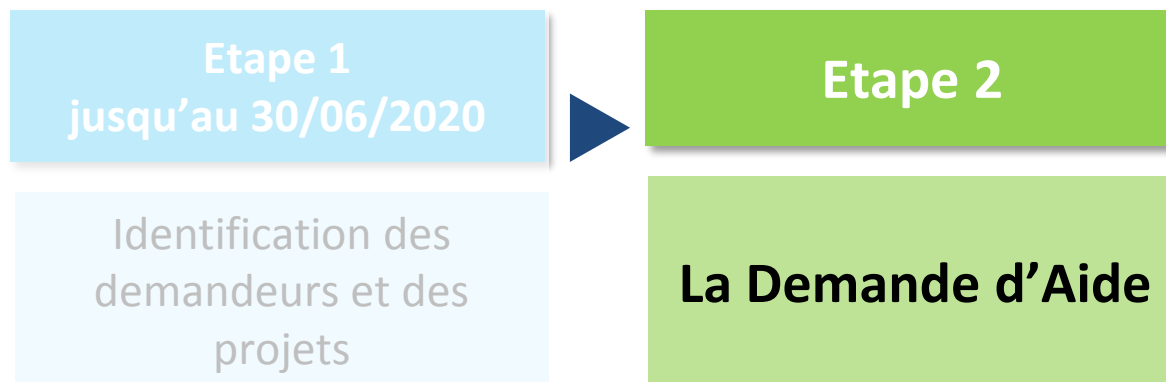 Etape 1
jusqu’au 30/06/2020
Identification des
demandeurs et des
projets
Etape 2
La Demande d’Aide